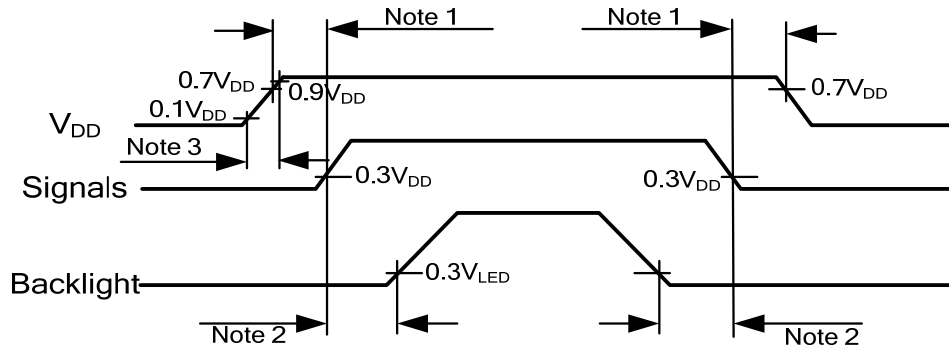 Note 1
Note 1
0.7VDD
0.9VDD
0.7VDD
0.1VDD
VDD
Note 3
Signals
0.3VDD
0.3VDD
Backlight
0.3VLED
Note 2
Note 2